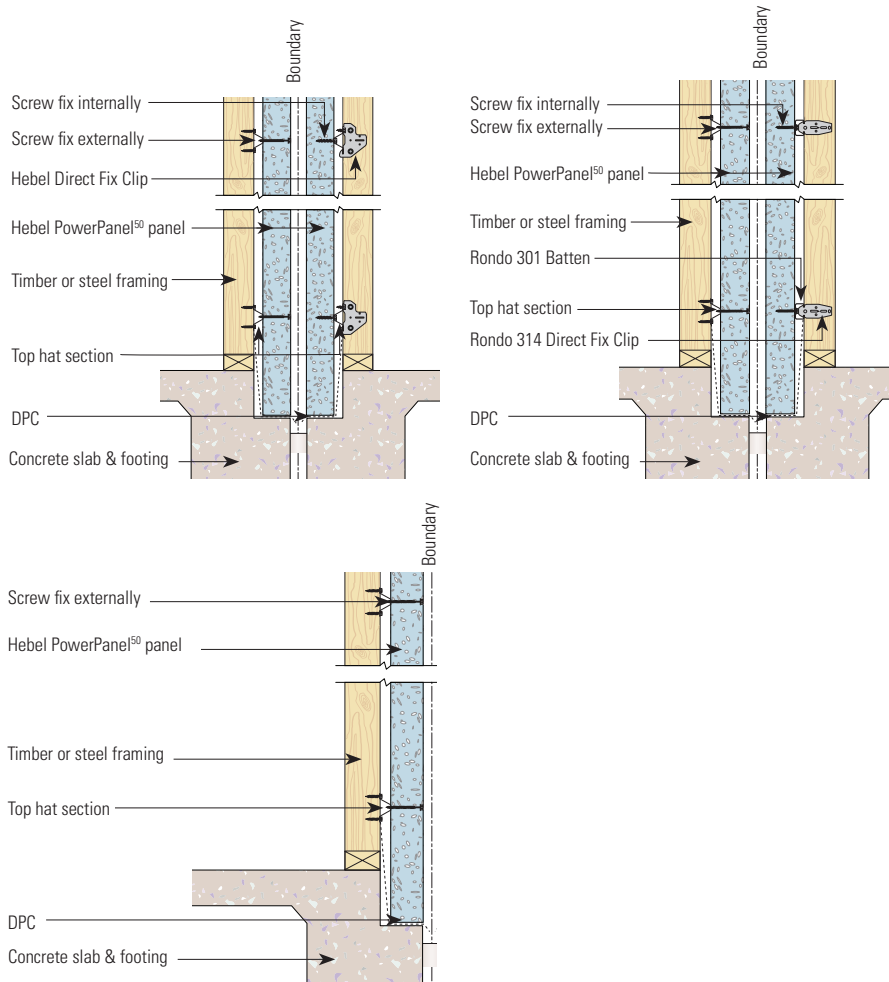 Boundary
Screw fix internally
Screw fix externally
Hebel Direct Fix Clip
Hebel PowerPanel⁵⁰ panel
Timber or steel framing
Top hat section
DPC
Concrete slab & footing
Boundary
Screw fix internally
Screw fix externally
Hebel PowerPanel⁵⁰ panel
Timber or steel framing
Rondo 301 Batten
Top hat section
Rondo 314 Direct Fix Clip
DPC
Concrete slab & footing
Boundary
Screw fix externally
Hebel PowerPanel⁵⁰ panel
Timber or steel framing
Top hat section
DPC
Concrete slab & footing